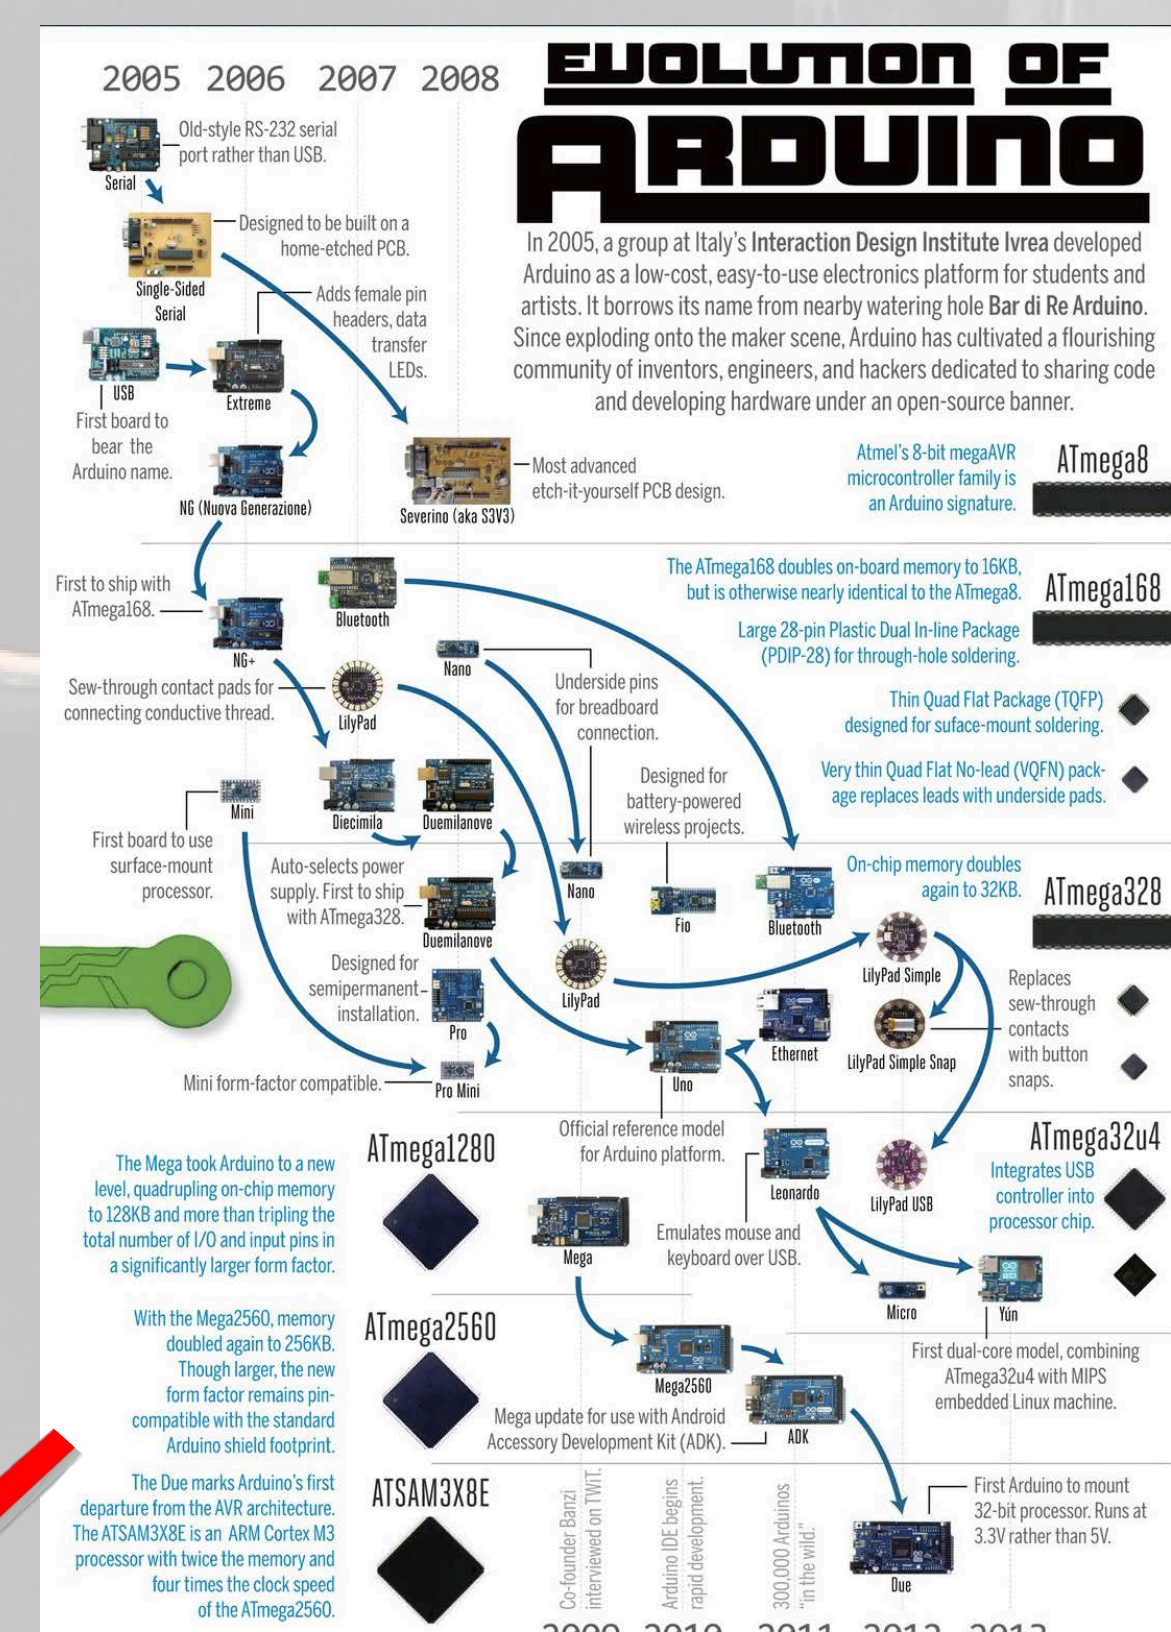 EVOLUTION OF
ARDUINO
2005 2006 2007 2008
In 2005, a group at Italy's Interaction Design Institute Ivrea developed
Arduino as a low-cost, easy-to-use electronics platform for students and
artists. It borrows its name from nearby watering hole Bar di Re Arduino.
Since exploding onto the maker scene, Arduino has cultivated a flourishing
community of inventors, engineers, and hackers dedicated to sharing code
and developing hardware under an open-source banner.
Old-style RS-232 serial
port rather than USB.
Serial
Designed to be built on a
home-etched PCB.
Single-Sided
Serial
Adds female pin
headers, data
transfer
LEDs.
USB
Extreme
First board to
bear the
Arduino name.
NG (Nuova Generazione)
Severino (aka S3V3)
Most advanced
etch-it-yourself PCB design.
Atmel's 8-bit megaAVR
microcontroller family is
an Arduino signature.
ATmega8
First to ship with
ATmega168.
NG+
Bluetooth
The ATmega168 doubles on-board memory to 16KB,
but is otherwise nearly identical to the ATmega8.
ATmega168
Large 28-pin Plastic Dual In-line Package
(PDIP-28) for through-hole soldering.
Nano
Underside pins
for breadboard
connection.
Sew-through contact pads for
connecting conductive thread.
LilyPad
Thin Quad Flat Package (TQFP)
designed for suface-mount soldering.
Very thin Quad Flat No-lead (VQFN) pack-
age replaces leads with underside pads.
Mini
First board to use
surface-mount
processor.
Diecimila
Duemilanove
Designed for
battery-powered
wireless projects.
Auto-selects power
supply. First to ship
with ATmega328.
Duemilanove
Nano
Fio
Bluetooth
On-chip memory doubles
again to 32KB.
ATmega328
Designed for
semipermanent
installation.
Pro
LilyPad
LilyPad Simple
Replaces
sew-through
contacts
with button
snaps.
Ethernet
LilyPad Simple Snap
Mini form-factor compatible.
Pro Mini
Uno
Official reference model
for Arduino platform.
ATmega32u4
Integrates USB
controller into
processor chip.
Leonardo
LilyPad USB
Emulates mouse and
keyboard over USB.
Micro
Yún
First dual-core model, combining
ATmega32u4 with MIPS
embedded Linux machine.
ATmega1280
The Mega took Arduino to a new
level, quadrupling on-chip memory
to 128KB and more than tripling the
total number of I/O and input pins in
a significantly larger form factor.
Mega
ATmega2560
With the Mega2560, memory
doubled again to 256KB.
Though larger, the new
form factor remains pin-
compatible with the standard
Arduino shield footprint.
Mega2560
Mega update for use with Android
Accessory Development Kit (ADK).
ADK
ATSAM3X8E
The Due marks Arduino's first
departure from the AVR architecture.
The ATSAM3X8E is an ARM Cortex M3
processor with twice the memory and
four times the clock speed
of the ATmega2560.
First Arduino to mount
32-bit processor. Runs at
3.3V rather than 5V.
Due
Co-founder Banzi
interviewed on TWiT.
Arduino IDE begins
rapid development.
300,000 Arduinos
"in the wild."
2009 2010 2011 2012 2013